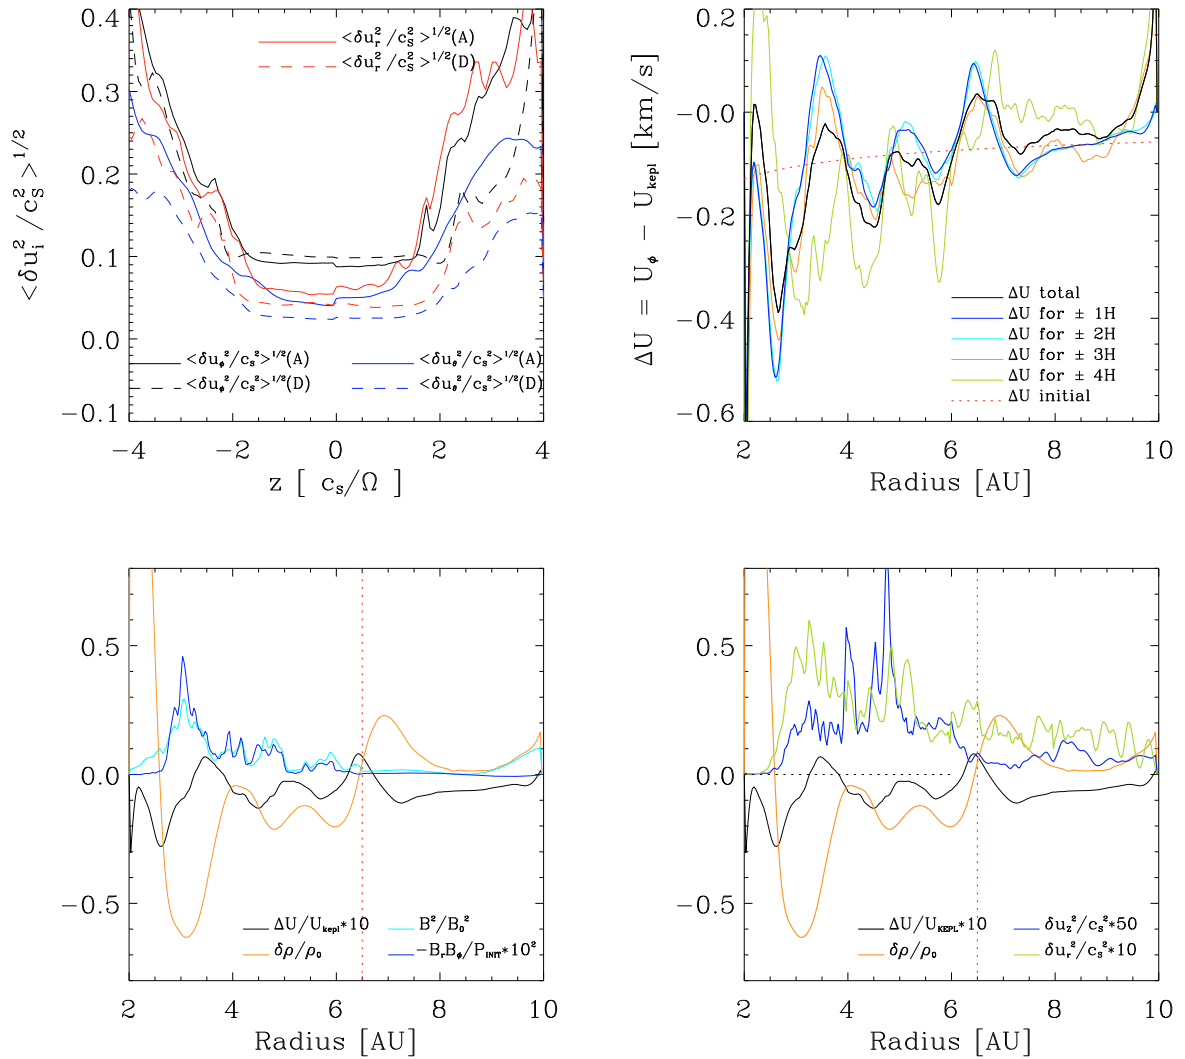 <δu_i^2/c_S^2>^1/2
0.4
0.3
0.2
0.1
0.0
−0.1
<δu_r^2/c_S^2>^1/2(A)
<δu_r^2/c_S^2>^1/2(D)
<δu_ϕ^2/c_s^2>^1/2(A)
<δu_θ^2/c_s^2>^1/2(A)
<δu_ϕ^2/c_s^2>^1/2(D)
<δu_θ^2/c_s^2>^1/2(D)
−4 −2 0 2 4
z [ c_S/Ω ]
ΔU = U_ϕ − U_kepl [km/s]
0.2
−0.0
−0.2
−0.4
−0.6
ΔU total
ΔU for ± 1H
ΔU for ± 2H
ΔU for ± 3H
ΔU for ± 4H
ΔU initial
2 4 6 8 10
Radius [AU]
0.5
0.0
−0.5
ΔU/U_kepl*10
B^2/B_0^2
δρ/ρ_0
−B_rB_ϕ/P_INIT*10^2
2 4 6 8 10
Radius [AU]
0.5
0.0
−0.5
ΔU/U_KEPL*10
δu_z^2/c_s^2*50
δρ/ρ_0
δu_r^2/c_s^2*10
2 4 6 8 10
Radius [AU]